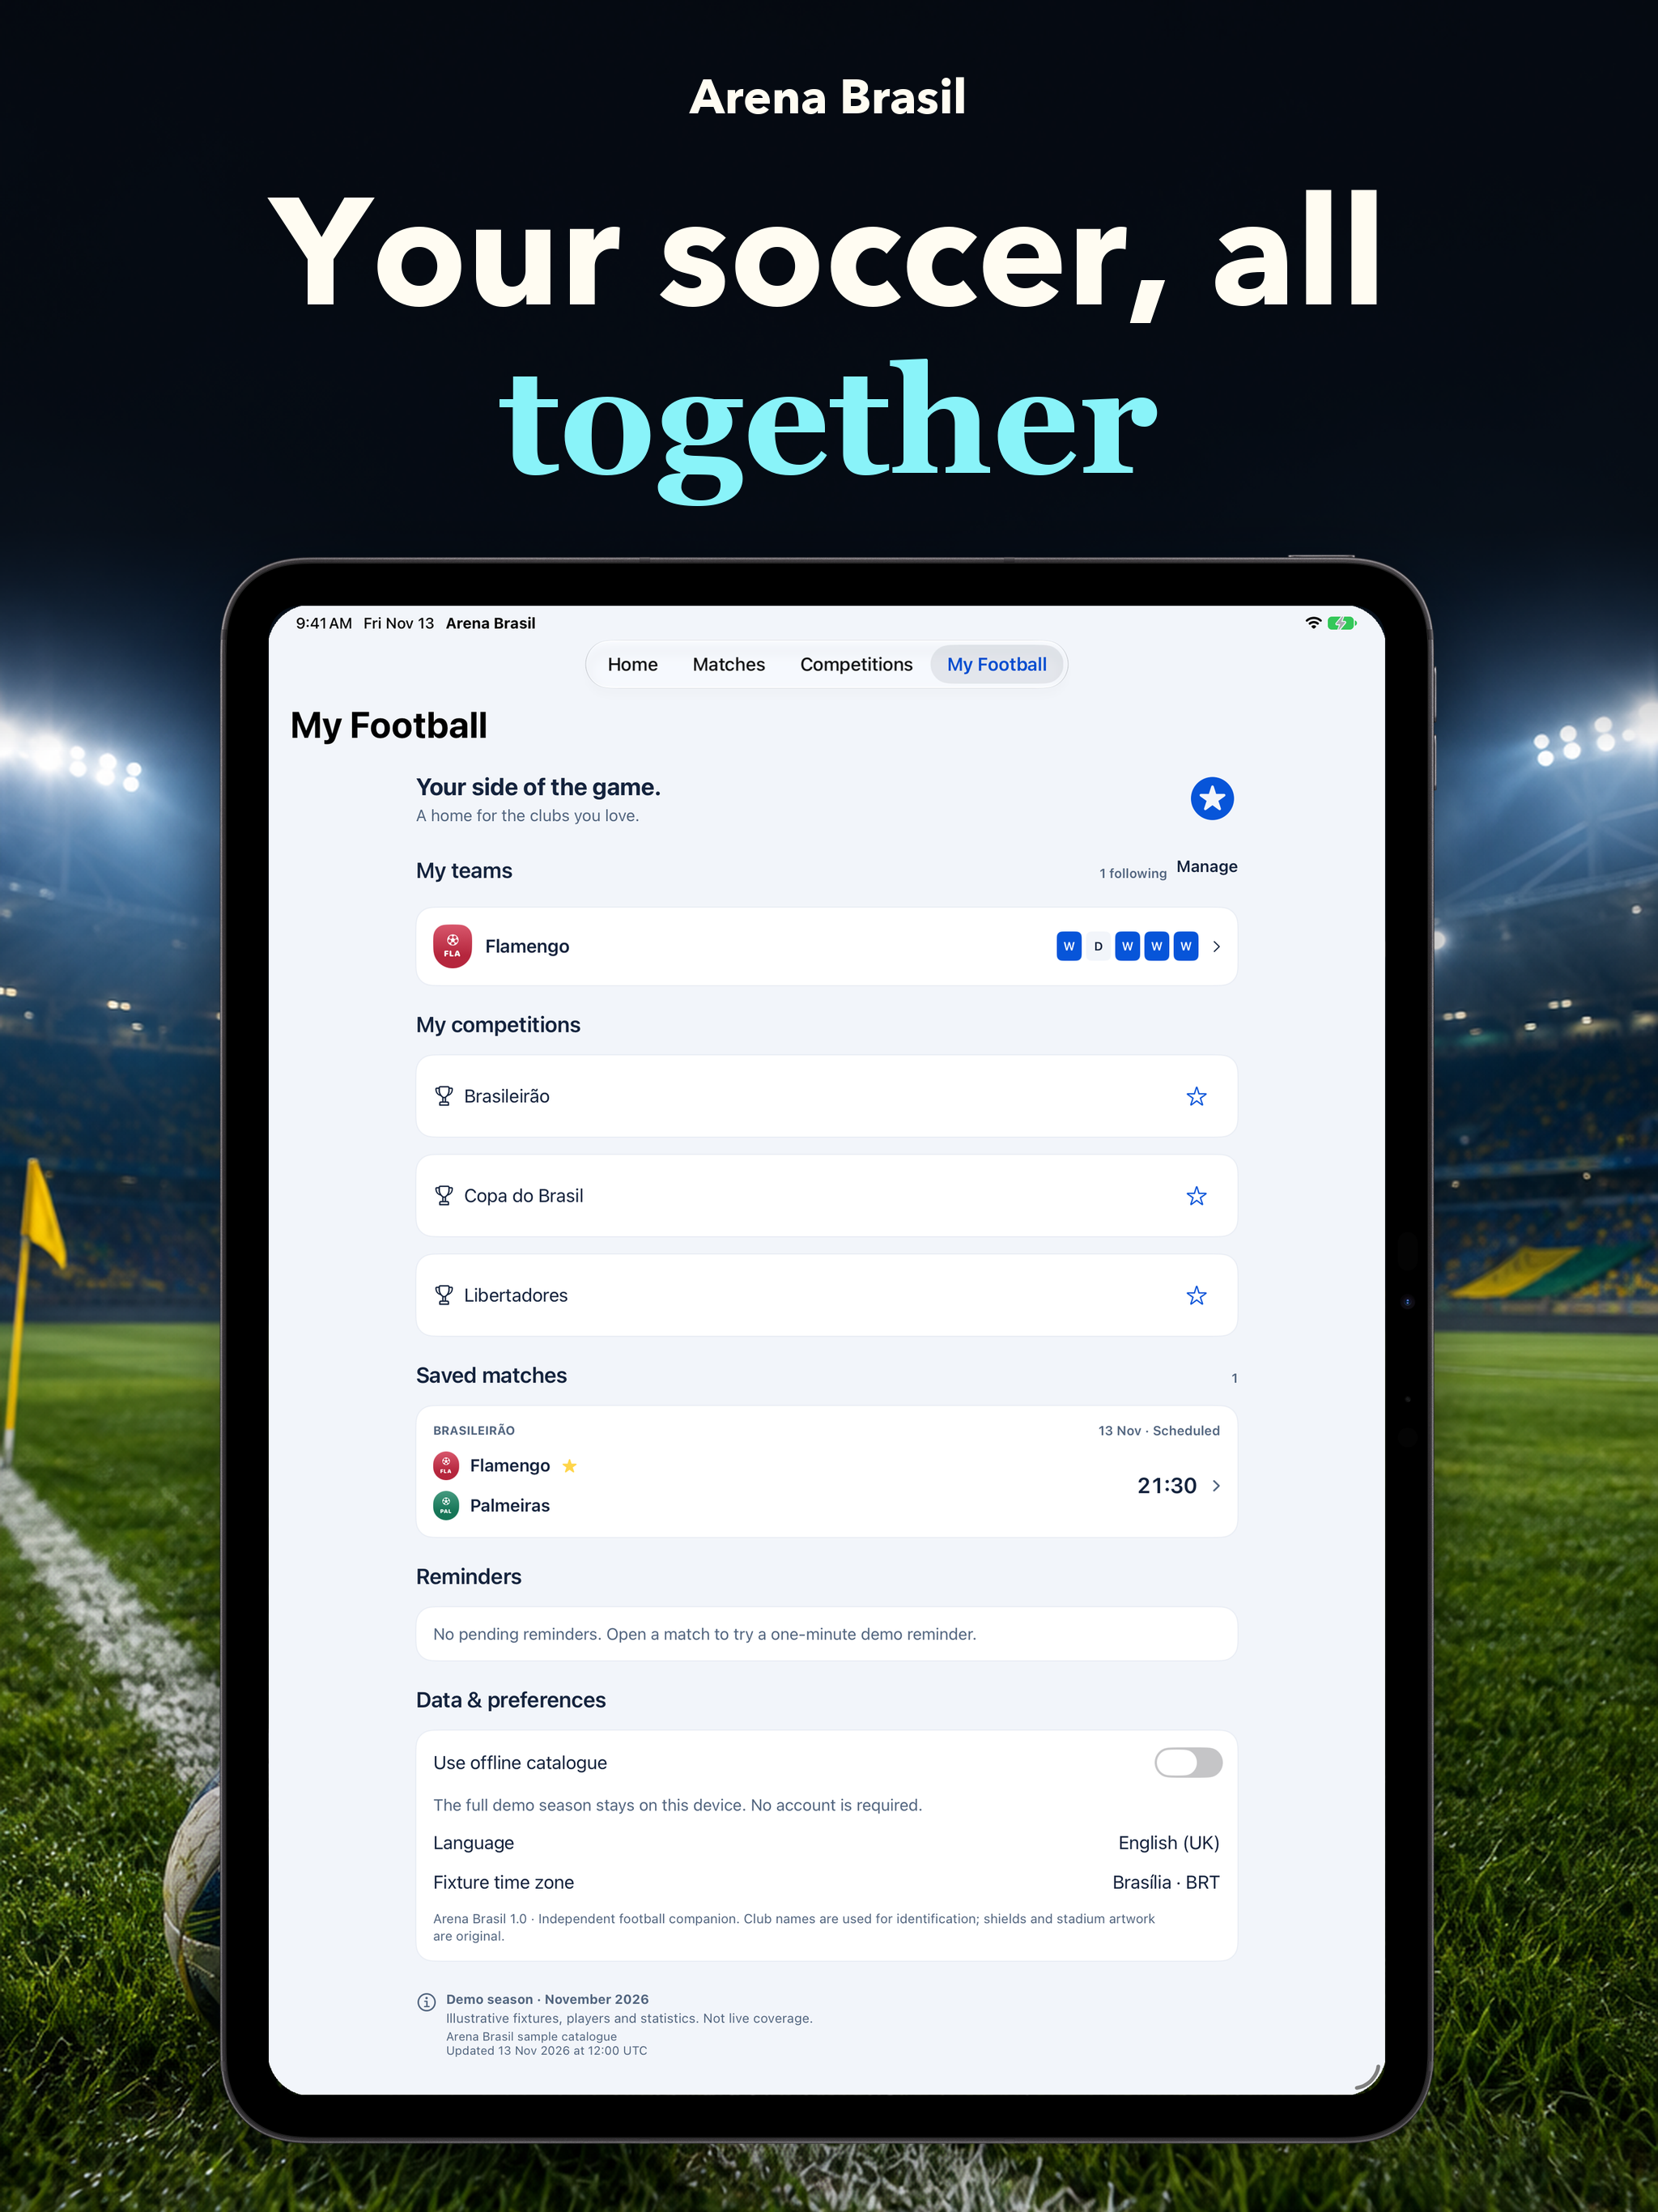 Arena Brasil
Your soccer, all
together
9:41 AM Fri Nov 13 Arena Brasil
Home Matches Competitions My Football
My Football
Your side of the game.
A home for the clubs you love.
My teams 1 following Manage
FLA Flamengo W D W W W
My competitions
Brasileirão
Copa do Brasil
Libertadores
Saved matches 1
BRASILEIRÃO 13 Nov · Scheduled
FLA Flamengo
21:30
PAL Palmeiras
Reminders
No pending reminders. Open a match to try a one-minute demo reminder.
Data & preferences
Use offline catalogue
The full demo season stays on this device. No account is required.
Language English (UK)
Fixture time zone Brasília · BRT
Arena Brasil 1.0 · Independent football companion. Club names are used for identification; shields and stadium artwork
are original.
Demo season · November 2026
Illustrative fixtures, players and statistics. Not live coverage.
Arena Brasil sample catalogue
Updated 13 Nov 2026 at 12:00 UTC